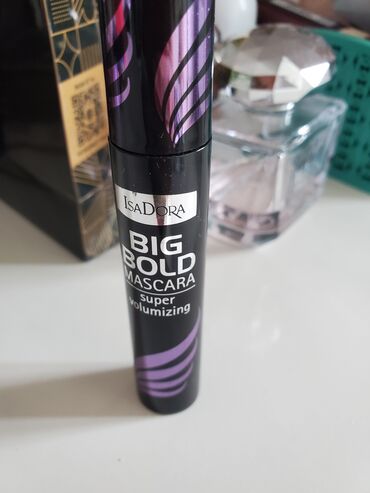 IsaDora
BIG
BOLD
MASCARA
super
volumizing